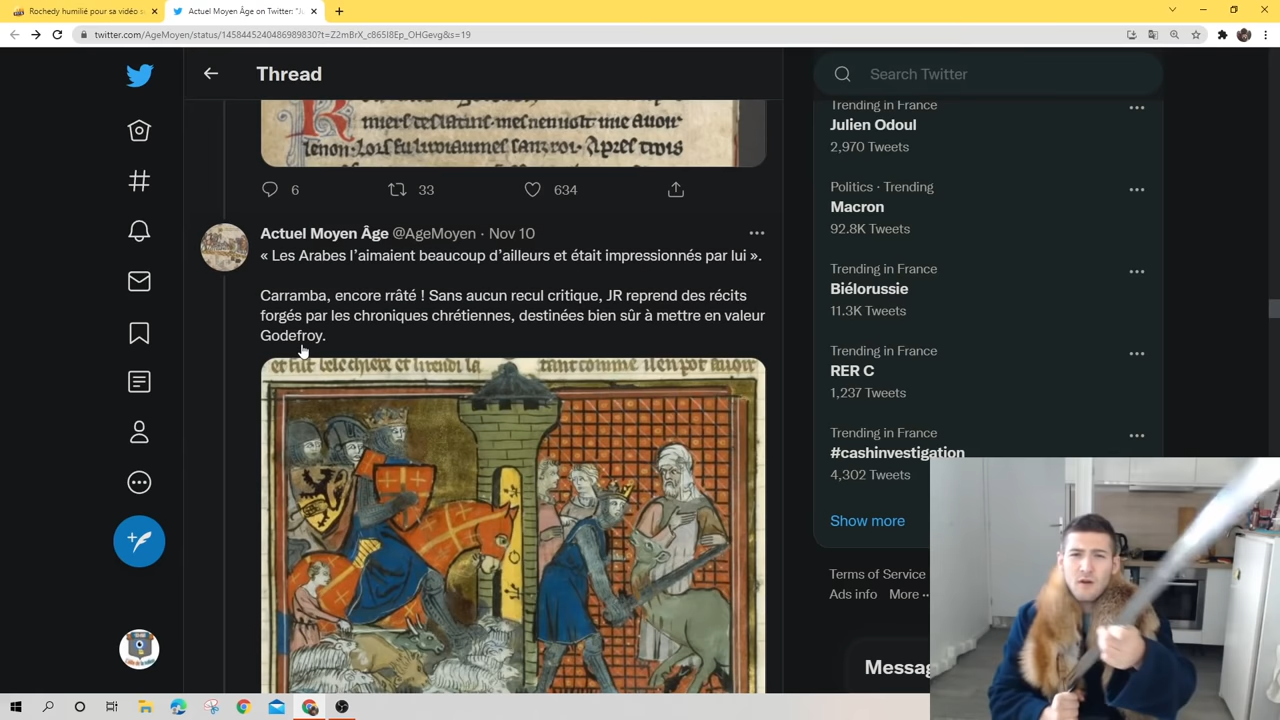 Rochedy humilié pour sa vidéo s
Actuel Moyen Âge on Twitter: "J
twitter.com/AgeMoyen/status/1458445240486989830?t=Z2mBrX_c865I8Ep_OHGevg&s=19
Thread
Search Twitter
6
33
634
Actuel Moyen Âge @AgeMoyen · Nov 10
« Les Arabes l'aimaient beaucoup d'ailleurs et était impressionnés par lui ».
Carramba, encore rrâté ! Sans aucun recul critique, JR reprend des récits
forgés par les chroniques chrétiennes, destinées bien sûr à mettre en valeur
Godefroy.
Trending in France
Julien Odoul
2,970 Tweets
Politics · Trending
Macron
92.8K Tweets
Trending in France
Biélorussie
11.3K Tweets
Trending in France
RER C
1,237 Tweets
Trending in France
#cashinvestigation
4,302 Tweets
Show more
Terms of Service
Ads info More ··
Messag